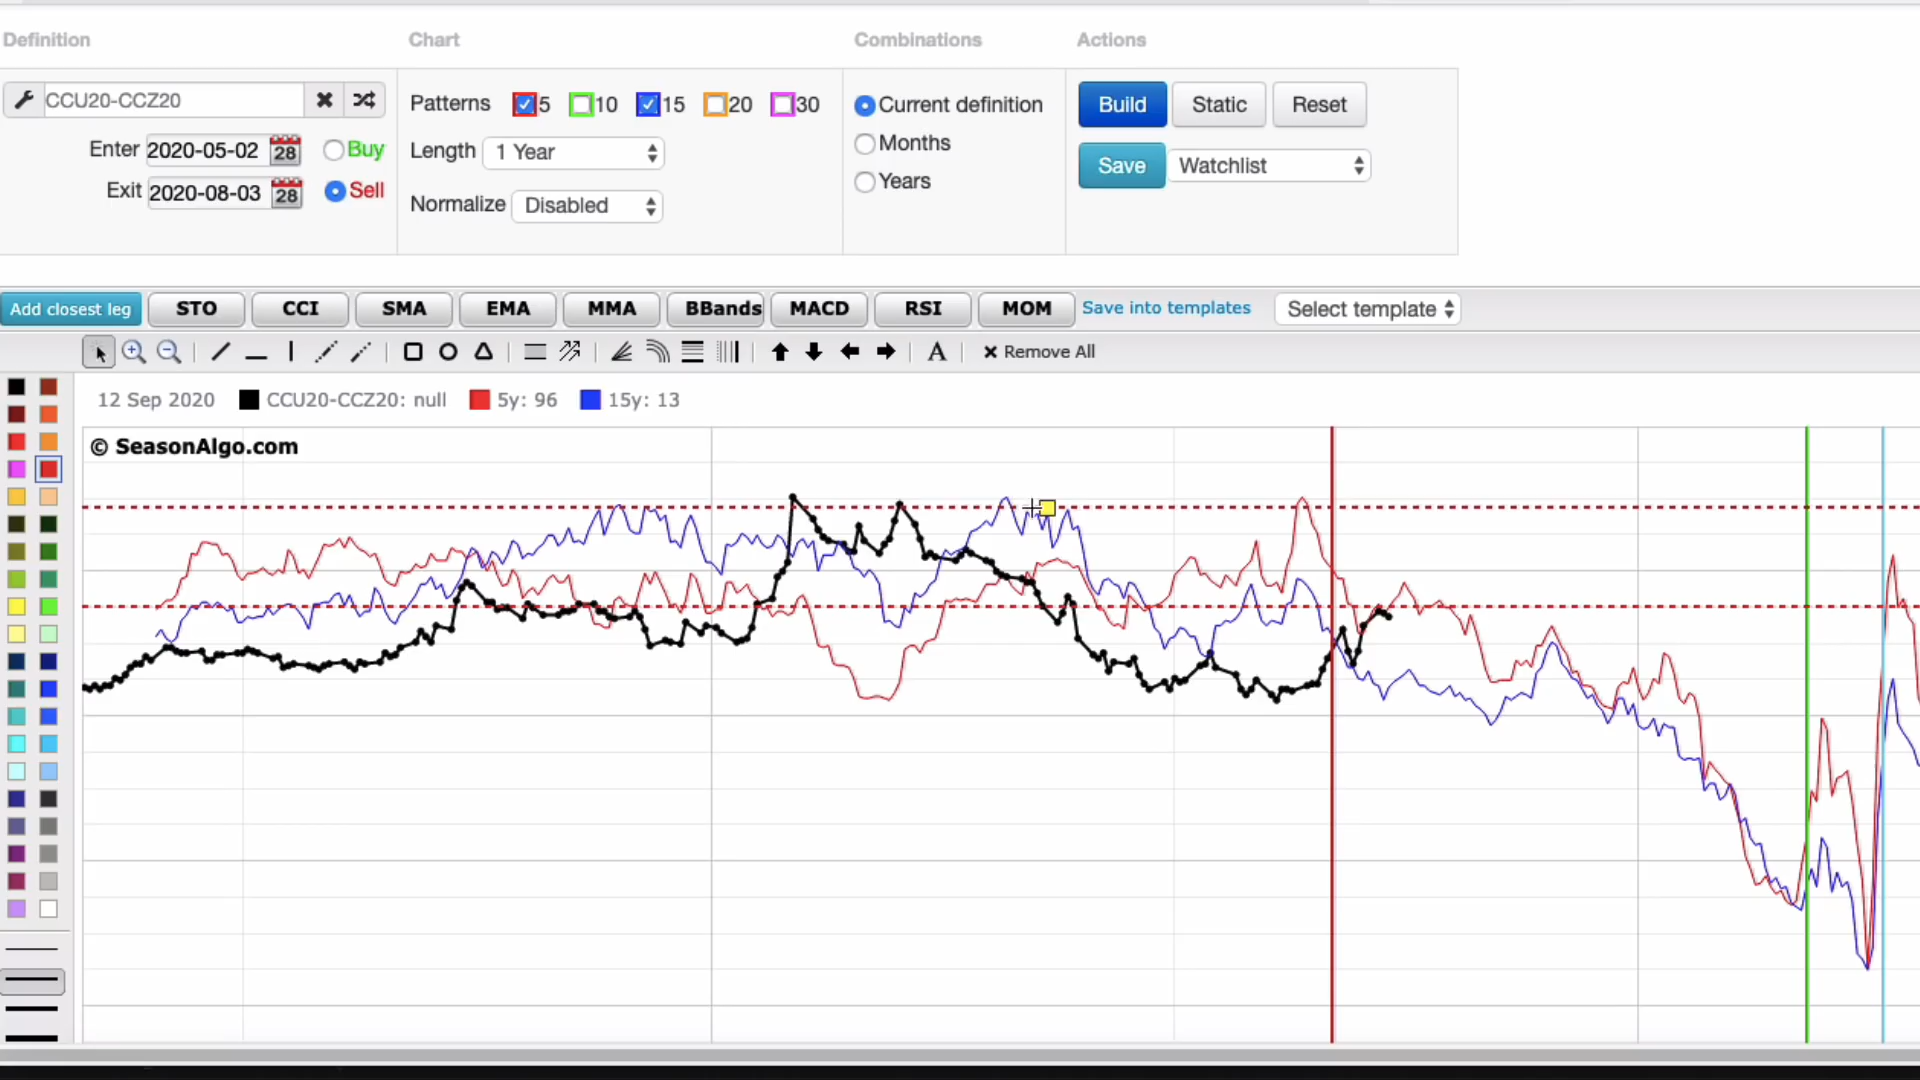 Definition Chart Combinations Actions
CCU20-CCZ20 Patterns 5 10 15 20 30 Current definition Build Static Reset
Enter 2020-05-02 28 Buy Length 1 Year Months
Save Watchlist
Exit 2020-08-03 28 Sell Normalize Disabled Years
Add closest leg STO CCI SMA EMA MMA BBands MACD RSI MOM Save into templates Select template
A Remove All
12 Sep 2020 CCU20-CCZ20: null 5y: 96 15y: 13
© SeasonAlgo.com